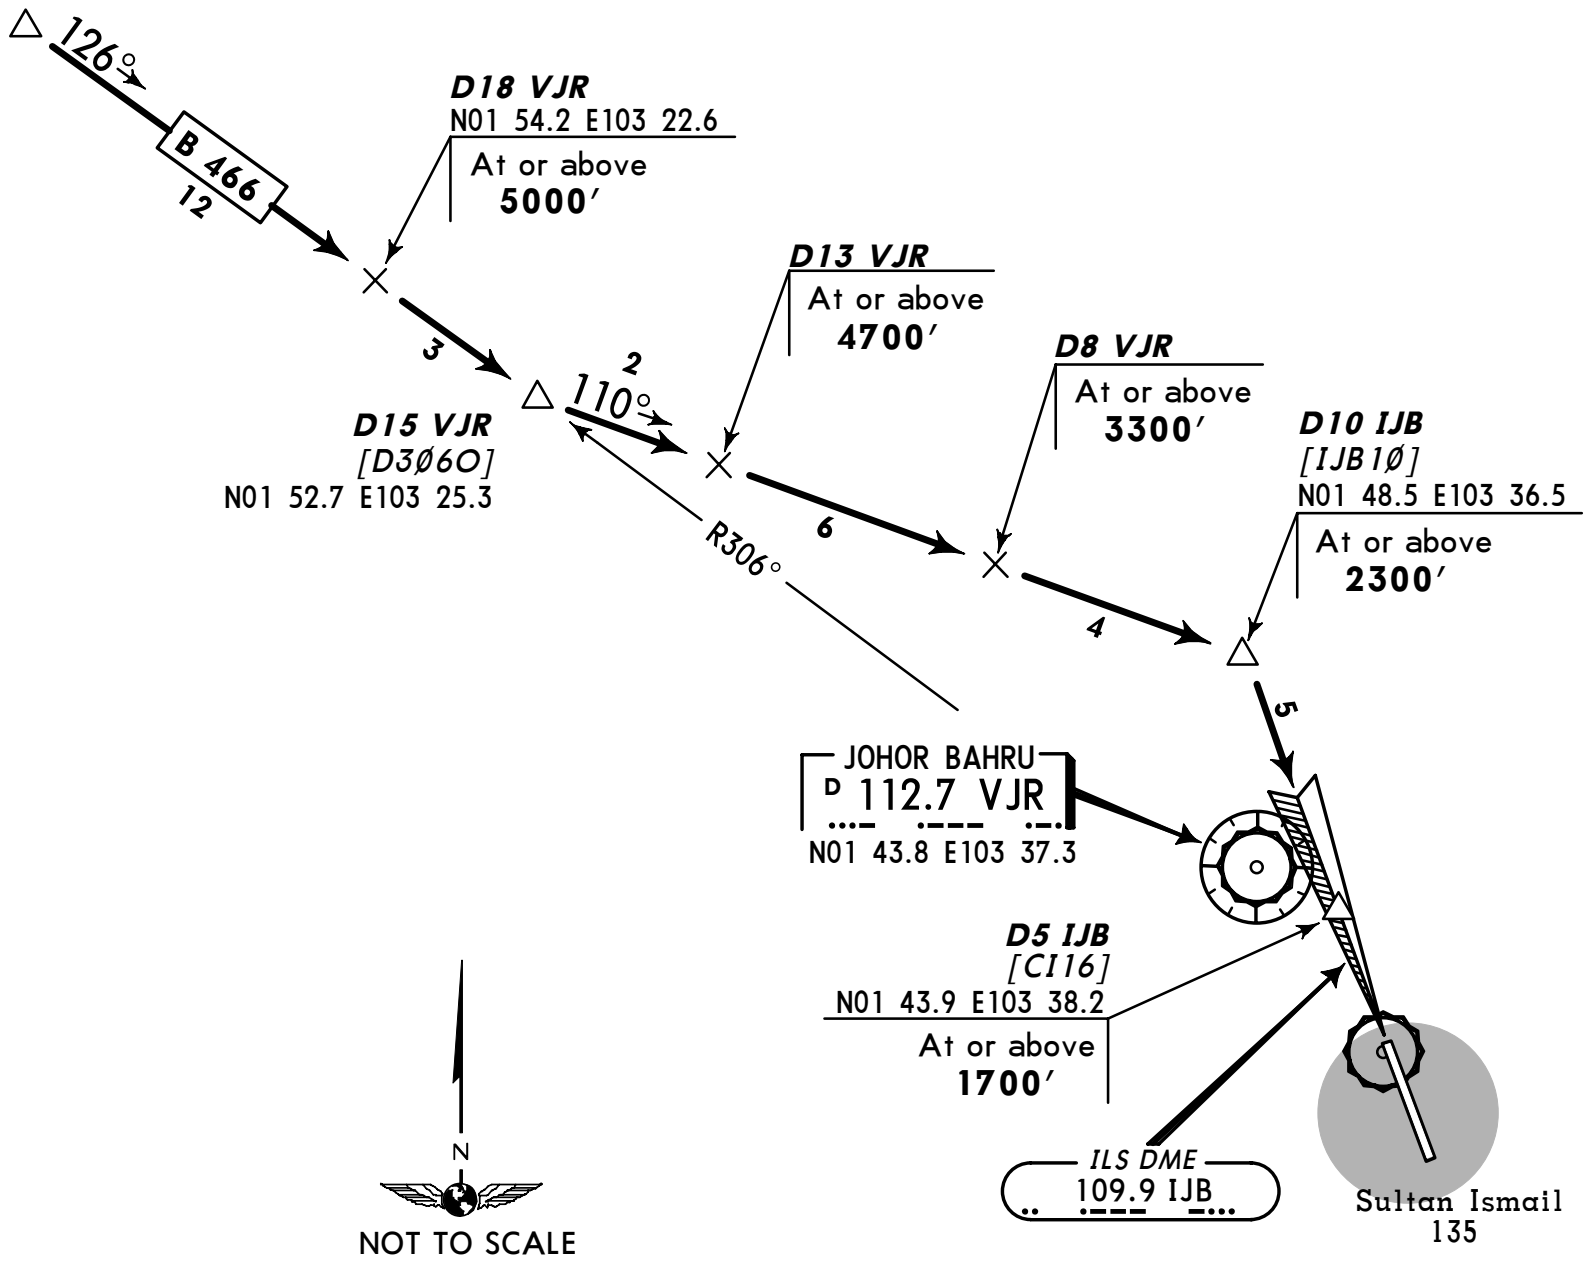 126°
B 466
12
D18 VJR
N01 54.2 E103 22.6
At or above
5000′
3
D15 VJR
[D3Ø6O]
N01 52.7 E103 25.3
2
110°
D13 VJR
At or above
4700′
R306°
6
D8 VJR
At or above
3300′
4
D10 IJB
[IJB1Ø]
N01 48.5 E103 36.5
At or above
2300′
5
JOHOR BAHRU
D 112.7 VJR
N01 43.8 E103 37.3
D5 IJB
[CI16]
N01 43.9 E103 38.2
At or above
1700′
ILS DME
109.9 IJB
Sultan Ismail
135
N
NOT TO SCALE